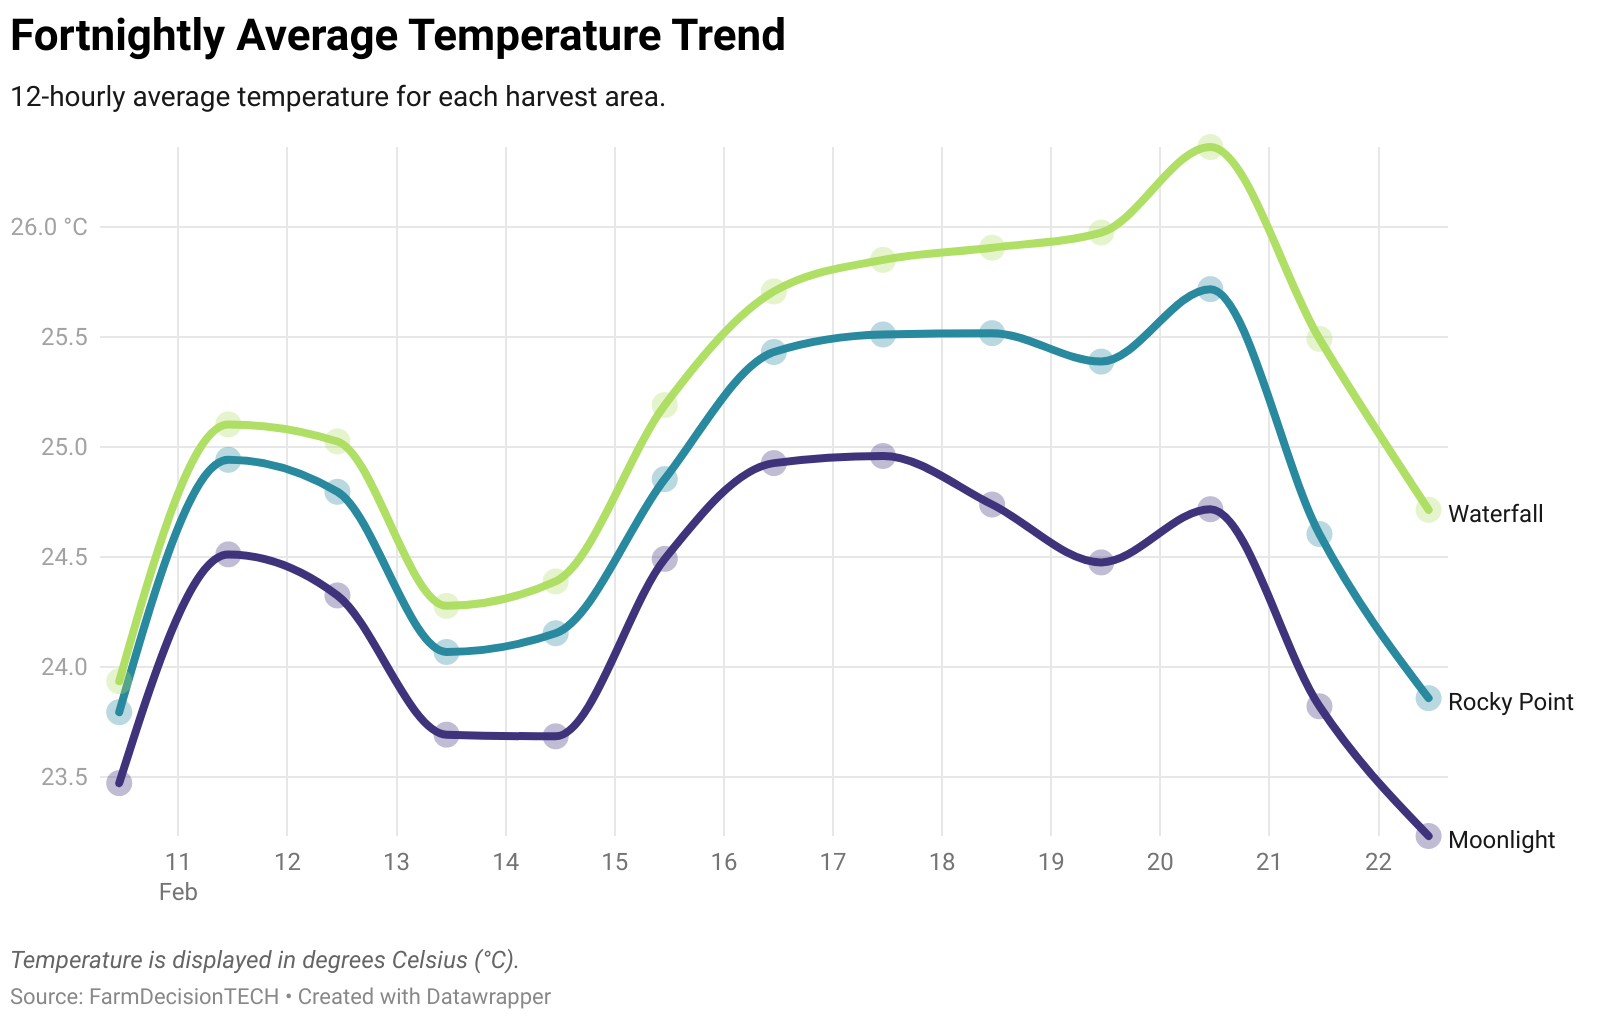 Fortnightly Average Temperature Trend
12-hourly average temperature for each harvest area.
26.0 °C
25.5
25.0
24.5
24.0
23.5
Waterfall
Rocky Point
Moonlight
11 12 13 14 15 16 17 18 19 20 21 22
Feb
Temperature is displayed in degrees Celsius (°C).
Source: FarmDecisionTECH • Created with Datawrapper